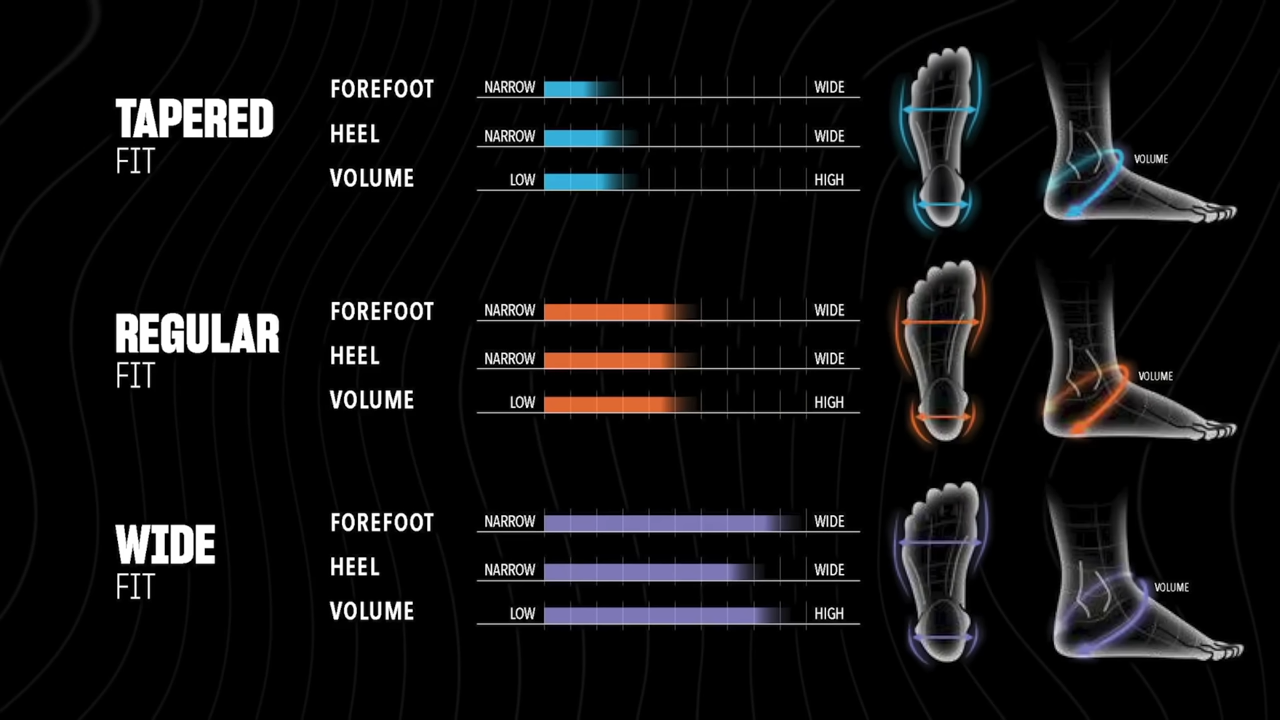 TAPERED
FIT
FOREFOOT NARROW WIDE
HEEL NARROW WIDE
VOLUME LOW HIGH
VOLUME
REGULAR
FIT
FOREFOOT NARROW WIDE
HEEL NARROW WIDE
VOLUME LOW HIGH
VOLUME
WIDE
FIT
FOREFOOT NARROW WIDE
HEEL NARROW WIDE
VOLUME LOW HIGH
VOLUME